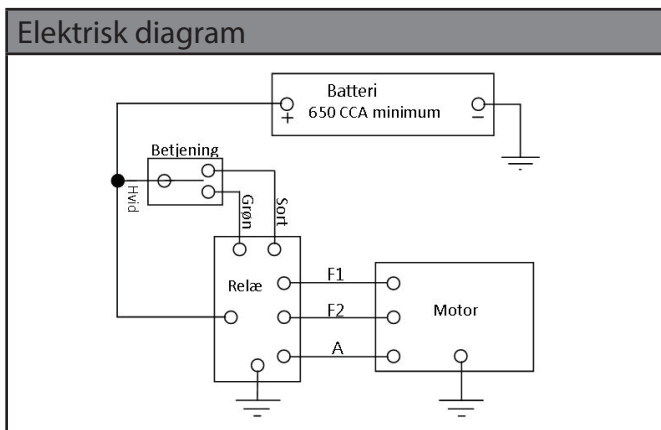 Elektrisk diagram
Batteri
650 CCA minimum
+ −
Betjening
Hvid
Grøn
Sort
Relæ
F1
F2
A
Motor